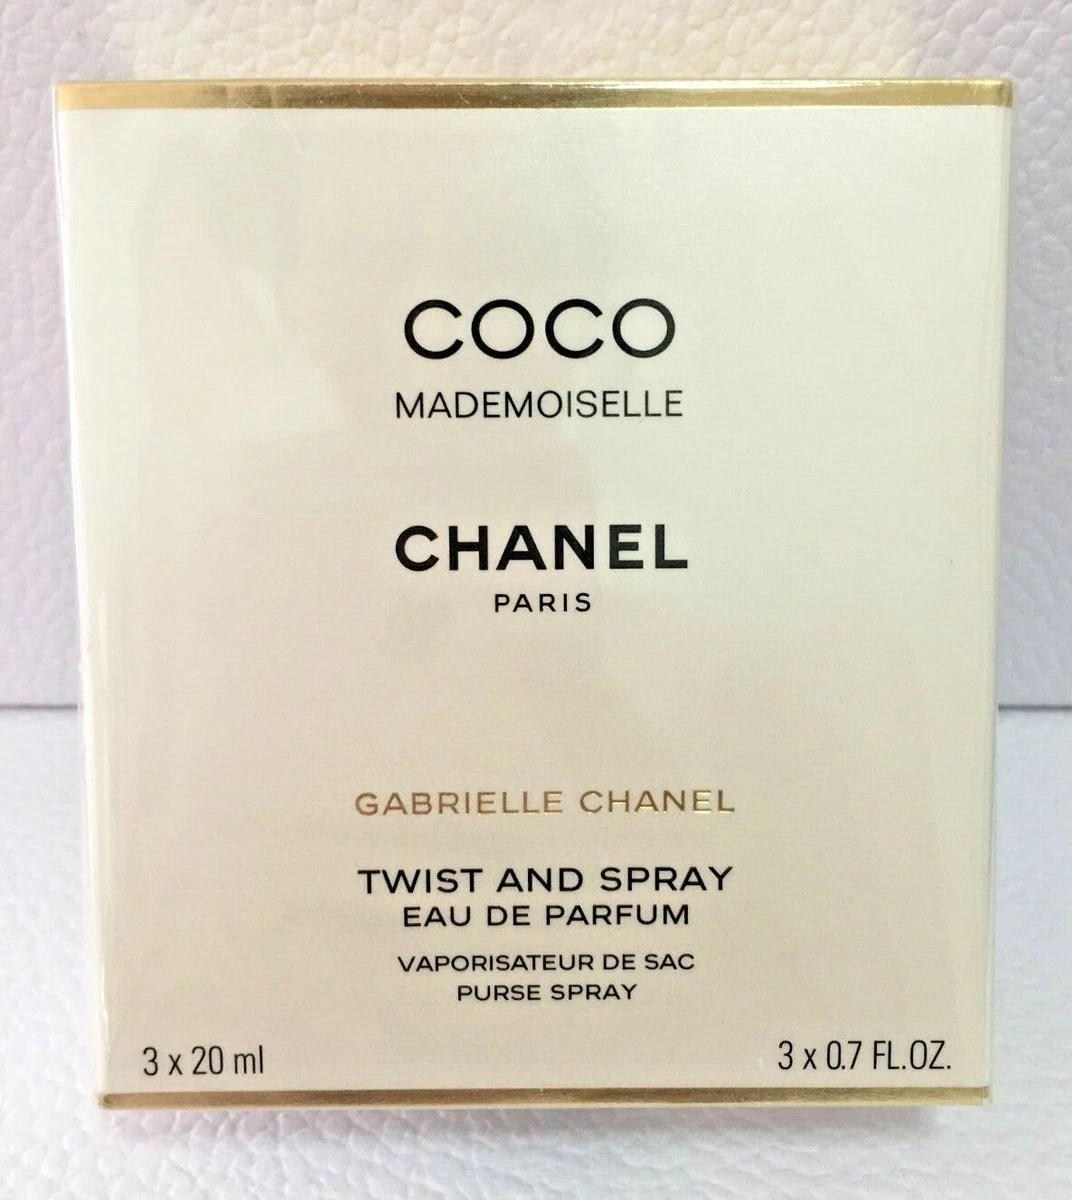 COCO
MADEMOISELLE
CHANEL
PARIS
GABRIELLE CHANEL
TWIST AND SPRAY
EAU DE PARFUM
VAPORISATEUR DE SAC
PURSE SPRAY
3 x 20 ml
3 x 0.7 FL.OZ.